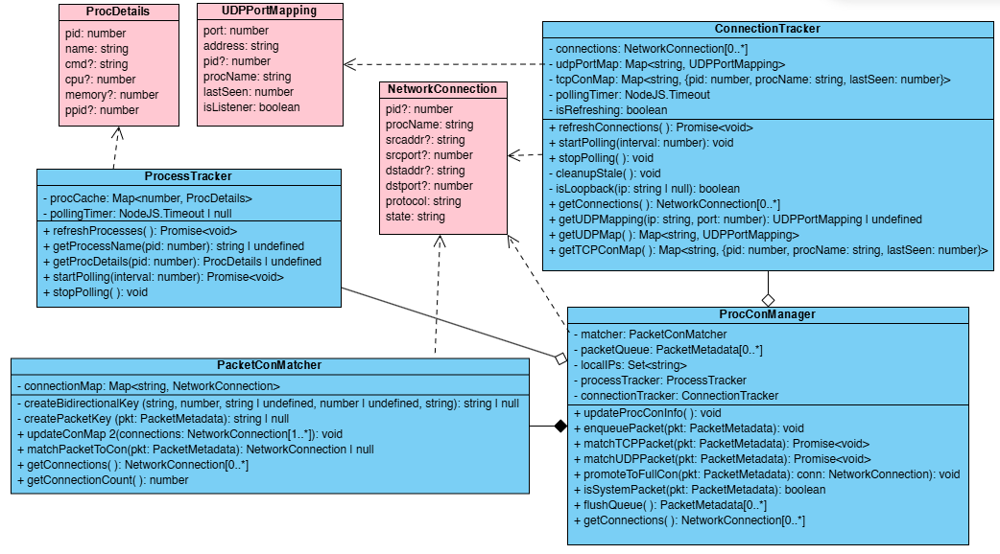 ProcDetails
pid: number
name: string
cmd?: string
cpu?: number
memory?: number
ppid?: number
UDPPortMapping
port: number
address: string
pid?: number
procName: string
lastSeen: number
isListener: boolean
NetworkConnection
pid?: number
procName: string
srcaddr?: string
srcport?: number
dstaddr?: string
dstport?: number
protocol: string
state: string
ConnectionTracker
- connections: NetworkConnection[0..*]
- udpPortMap: Map<string, UDPPortMapping>
- tcpConMap: Map<string, {pid: number, procName: string, lastSeen: number}>
- pollingTimer: NodeJS.Timeout
- isRefreshing: boolean
+ refreshConnections( ): Promise<void>
+ startPolling(interval: number): void
+ stopPolling( ): void
- cleanupStale( ): void
- isLoopback(ip: string | null): boolean
+ getConnections( ): NetworkConnection[0..*]
+ getUDPMapping(ip: string, port: number): UDPPortMapping | undefined
+ getUDPMap( ): Map<string, UDPPortMapping>
+ getTCPConMap( ): Map<string, {pid: number, procName: string, lastSeen: number}>
ProcessTracker
- procCache: Map<number, ProcDetails>
- pollingTimer: NodeJS.Timeout | null
+ refreshProcesses( ): Promise<void>
+ getProcessName(pid: number): string | undefined
+ getProcDetails(pid: number): ProcDetails | undefined
+ startPolling(interval: number): Promise<void>
+ stopPolling( ): void
PacketConMatcher
- connectionMap: Map<string, NetworkConnection>
- createBidirectionalKey (string, number, string | undefined, number | undefined, string): string | null
- createPacketKey (pkt: PacketMetadata): string | null
+ updateConMap 2(connections: NetworkConnection[1..*]): void
+ matchPacketToCon(pkt: PacketMetadata): NetworkConnection | null
+ getConnections( ): NetworkConnection[0..*]
+ getConnectionCount( ): number
ProcConManager
- matcher: PacketConMatcher
- packetQueue: PacketMetadata[0..*]
- localIPs: Set<string>
- processTracker: ProcessTracker
- connectionTracker: ConnectionTracker
+ updateProcConInfo( ): void
+ enqueuePacket(pkt: PacketMetadata): void
+ matchTCPPacket(pkt: PacketMetadata): Promise<void>
+ matchUDPPacket(pkt: PacketMetadata): Promise<void>
+ promoteToFullCon(pkt: PacketMetadata): conn: NetworkConnection): void
+ isSystemPacket(pkt: PacketMetadata): boolean
+ flushQueue( ): PacketMetadata[0..*]
+ getConnections( ): NetworkConnection[0..*]